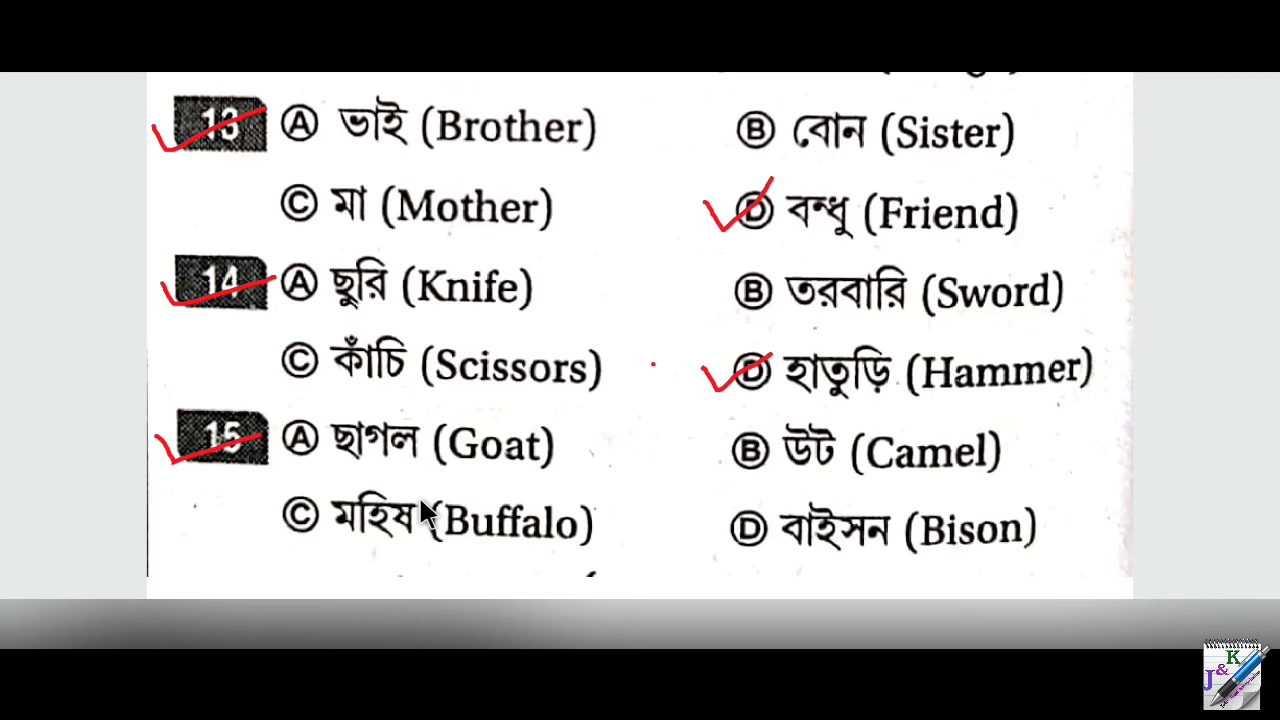 13 Ⓐ ভাই (Brother) Ⓑ বোন (Sister)
Ⓒ মা (Mother) Ⓓ বন্ধু (Friend)
14 Ⓐ ছুরি (Knife) Ⓑ তরবারি (Sword)
Ⓒ কাঁচি (Scissors) Ⓓ হাতুড়ি (Hammer)
15 Ⓐ ছাগল (Goat) Ⓑ উট (Camel)
Ⓒ মহিষ (Buffalo) Ⓓ বাইসন (Bison)
J&K